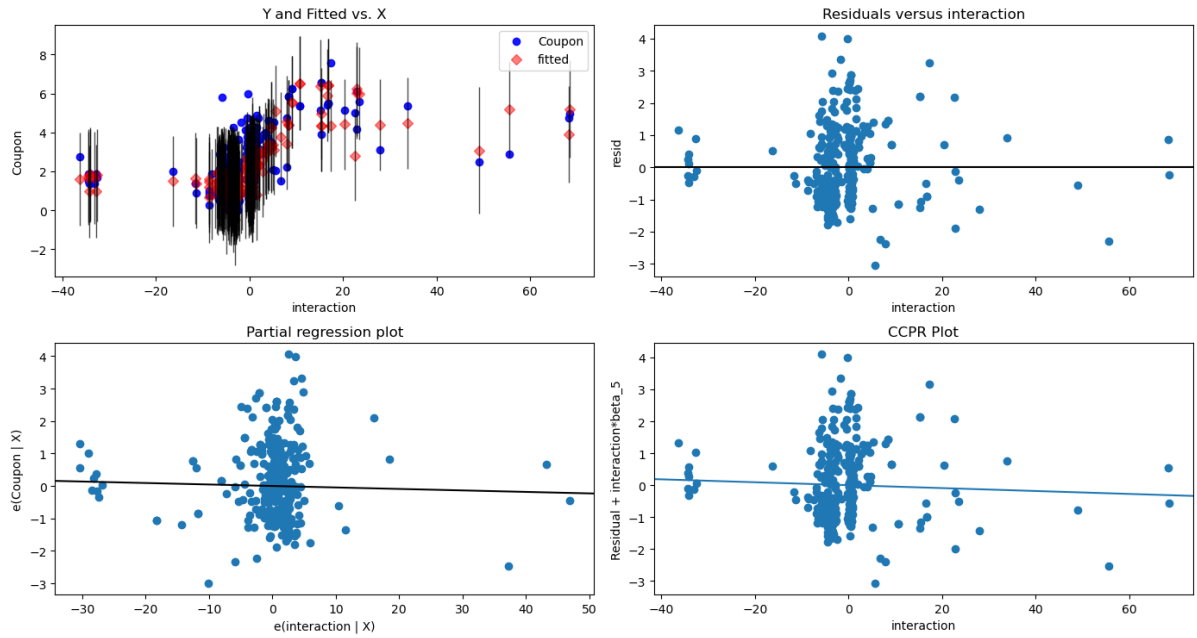 Y and Fitted vs. X
Coupon
fitted
8
6
4
2
0
−2
Coupon
−40 −20 0 20 40 60
interaction
Residuals versus interaction
4
3
2
1
0
−1
−2
−3
resid
−40 −20 0 20 40 60
interaction
Partial regression plot
4
3
2
1
0
−1
−2
−3
e(Coupon | X)
−30 −20 −10 0 10 20 30 40 50
e(interaction | X)
CCPR Plot
4
3
2
1
0
−1
−2
−3
Residual + interaction*beta_5
−40 −20 0 20 40 60
interaction